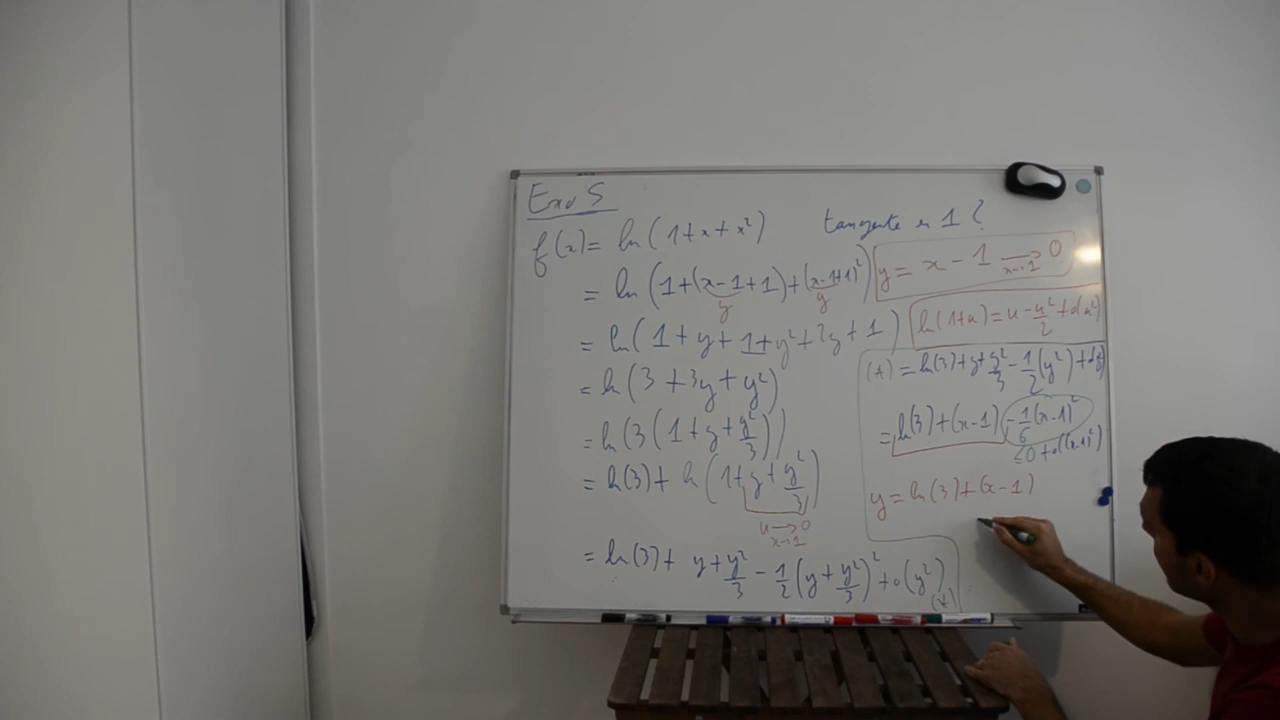 Exo 5
f(x) = ln(1+x+x²) tangente en 1 ?
= ln(1+(x-1+1)+(x-1+1)²)
y y
= ln(1+y+1+y²+2y+1)
= ln(3+3y+y²)
= ln(3(1+y+y²/3))
= ln(3) + ln(1+y+y²/3)
u → 0
x→1
= ln(3) + y + y²/3 - 1/2 (y + y²/3)² + o(y²) (*)
y = x - 1 → 0
x→1
ln(1+u) = u - u²/2 + o(u²)
(*) = ln(3) + y + y²/3 - 1/2 (y²) + o(y²)
= ln(3) + (x-1) - 1/6 (x-1)²
≤0 + o((x-1)²)
y = ln(3) + (x-1)